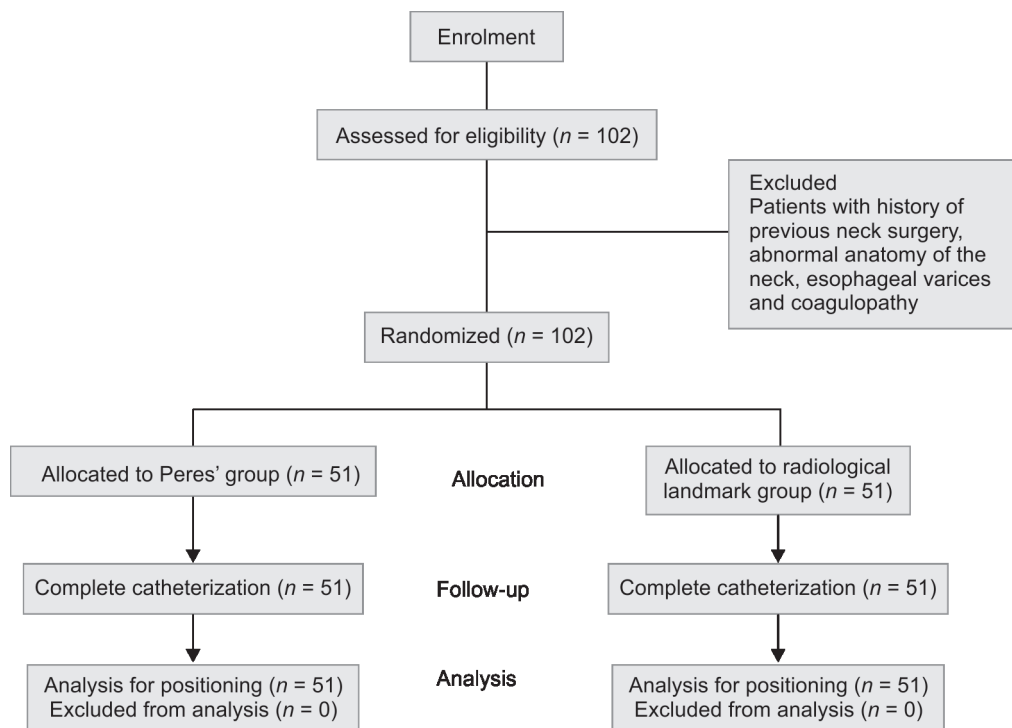 Enrolment
Assessed for eligibility (n = 102)
Excluded
Patients with history of
previous neck surgery,
abnormal anatomy of the
neck, esophageal varices
and coagulopathy
Randomized (n = 102)
Allocated to Peres' group (n = 51)
Allocation
Allocated to radiological
landmark group (n = 51)
Complete catheterization (n = 51)
Follow-up
Complete catheterization (n = 51)
Analysis for positioning (n = 51)
Excluded from analysis (n = 0)
Analysis
Analysis for positioning (n = 51)
Excluded from analysis (n = 0)